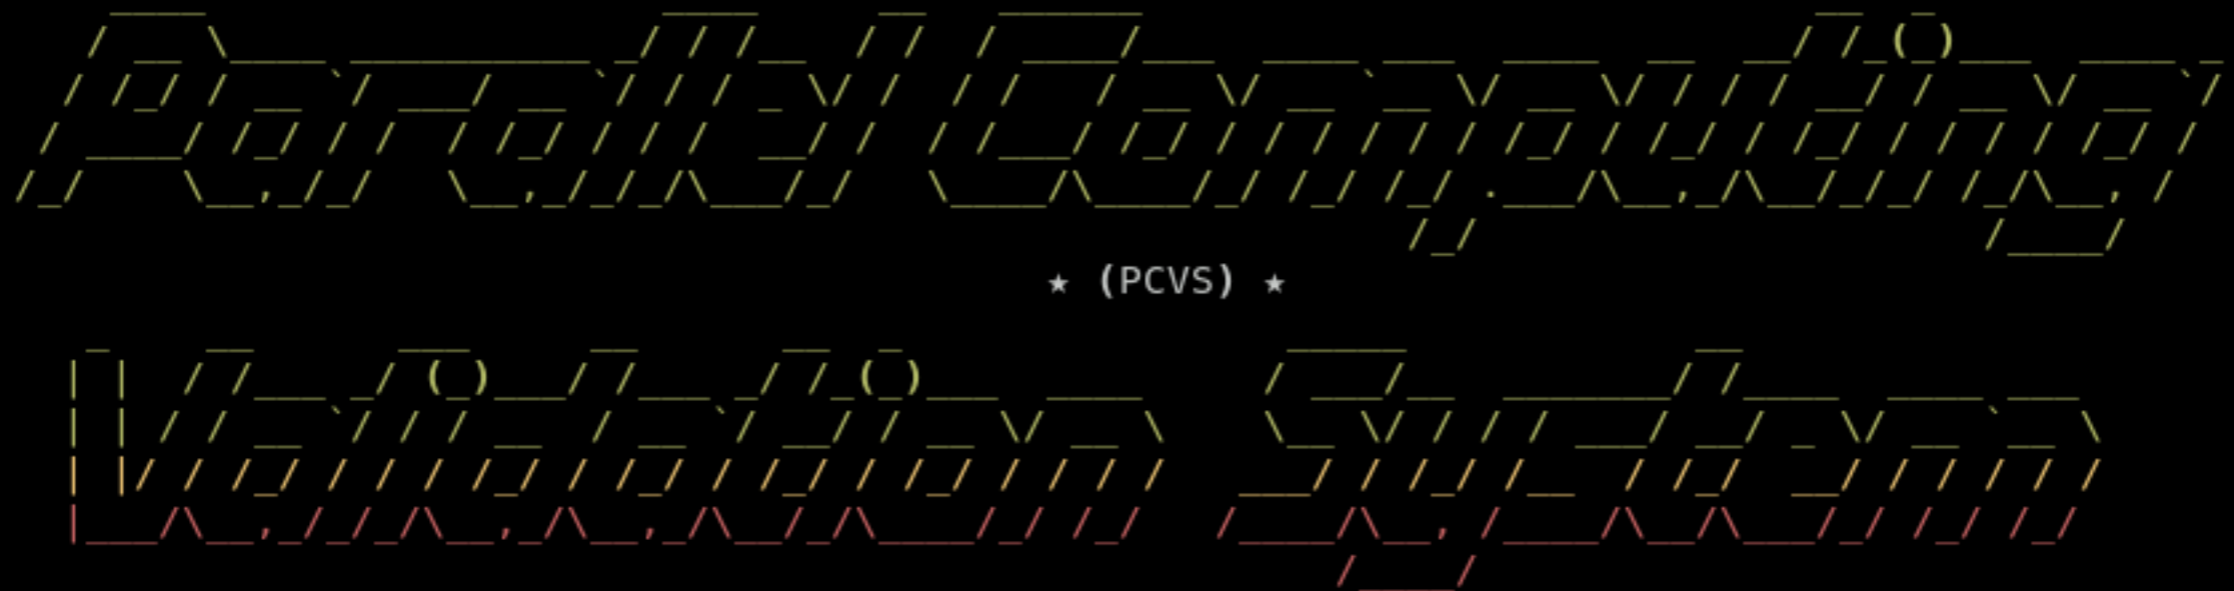 Parallel Computing
★ (PCVS) ★
Validation System